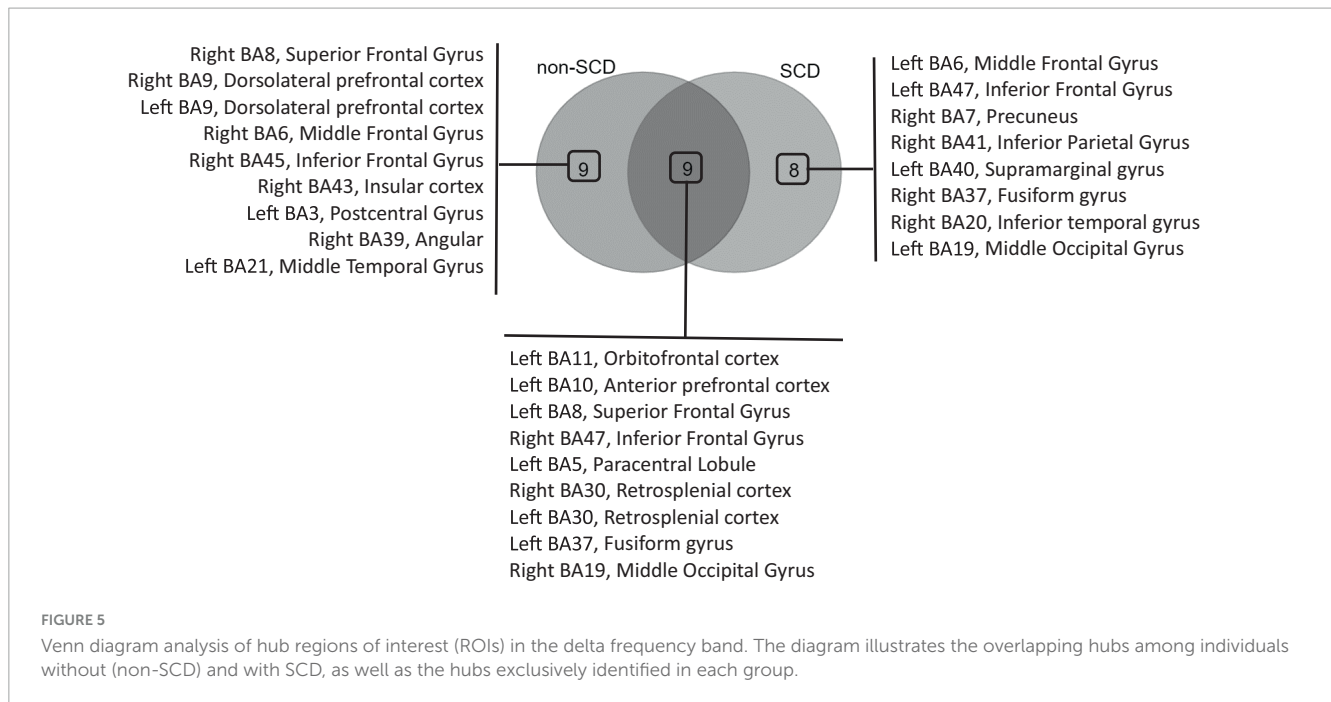 Right BA8, Superior Frontal Gyrus
Right BA9, Dorsolateral prefrontal cortex
Left BA9, Dorsolateral prefrontal cortex
Right BA6, Middle Frontal Gyrus
Right BA45, Inferior Frontal Gyrus
Right BA43, Insular cortex
Left BA3, Postcentral Gyrus
Right BA39, Angular
Left BA21, Middle Temporal Gyrus
non-SCD
SCD
9
9
8
Left BA6, Middle Frontal Gyrus
Left BA47, Inferior Frontal Gyrus
Right BA7, Precuneus
Right BA41, Inferior Parietal Gyrus
Left BA40, Supramarginal gyrus
Right BA37, Fusiform gyrus
Right BA20, Inferior temporal gyrus
Left BA19, Middle Occipital Gyrus
Left BA11, Orbitofrontal cortex
Left BA10, Anterior prefrontal cortex
Left BA8, Superior Frontal Gyrus
Right BA47, Inferior Frontal Gyrus
Left BA5, Paracentral Lobule
Right BA30, Retrosplenial cortex
Left BA30, Retrosplenial cortex
Left BA37, Fusiform gyrus
Right BA19, Middle Occipital Gyrus
FIGURE 5
Venn diagram analysis of hub regions of interest (ROIs) in the delta frequency band. The diagram illustrates the overlapping hubs among individuals
without (non-SCD) and with SCD, as well as the hubs exclusively identified in each group.